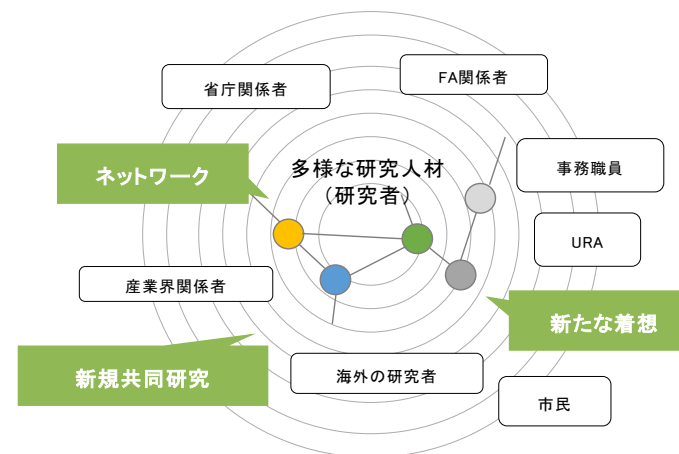 省庁関係者
FA関係者
ネットワーク
多様な研究人材
（研究者）
事務職員
URA
産業界関係者
新たな着想
新規共同研究
海外の研究者
市民